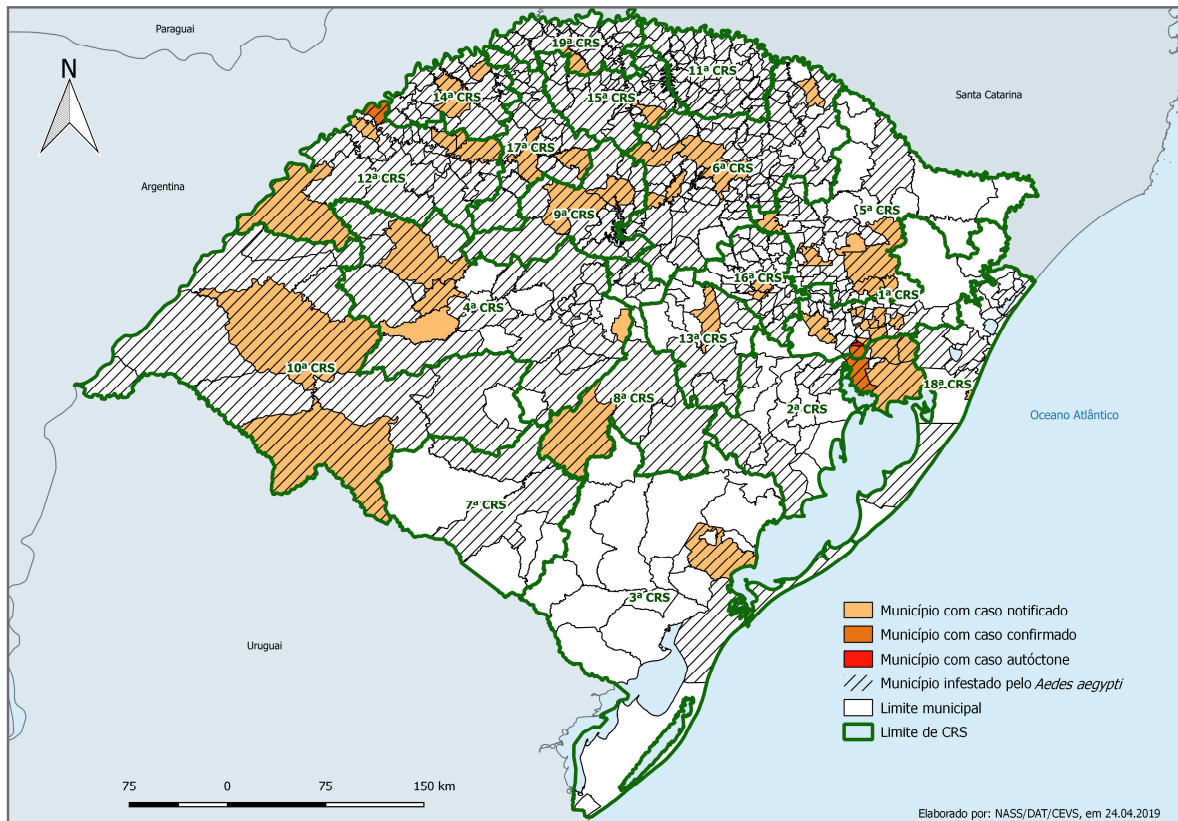 Paraguai
N
Santa Catarina
Argentina
Uruguai
Oceano Atlântico
19ª CRS
11ª CRS
14ª CRS
15ª CRS
17ª CRS
6ª CRS
12ª CRS
9ª CRS
5ª CRS
16ª CRS
1ª CRS
4ª CRS
13ª CRS
10ª CRS
18ª CRS
8ª CRS
2ª CRS
7ª CRS
3ª CRS
Município com caso notificado
Município com caso confirmado
Município com caso autóctone
Município infestado pelo Aedes aegypti
Limite municipal
Limite de CRS
75 0 75 150 km
Elaborado por: NASS/DAT/CEVS, em 24.04.2019